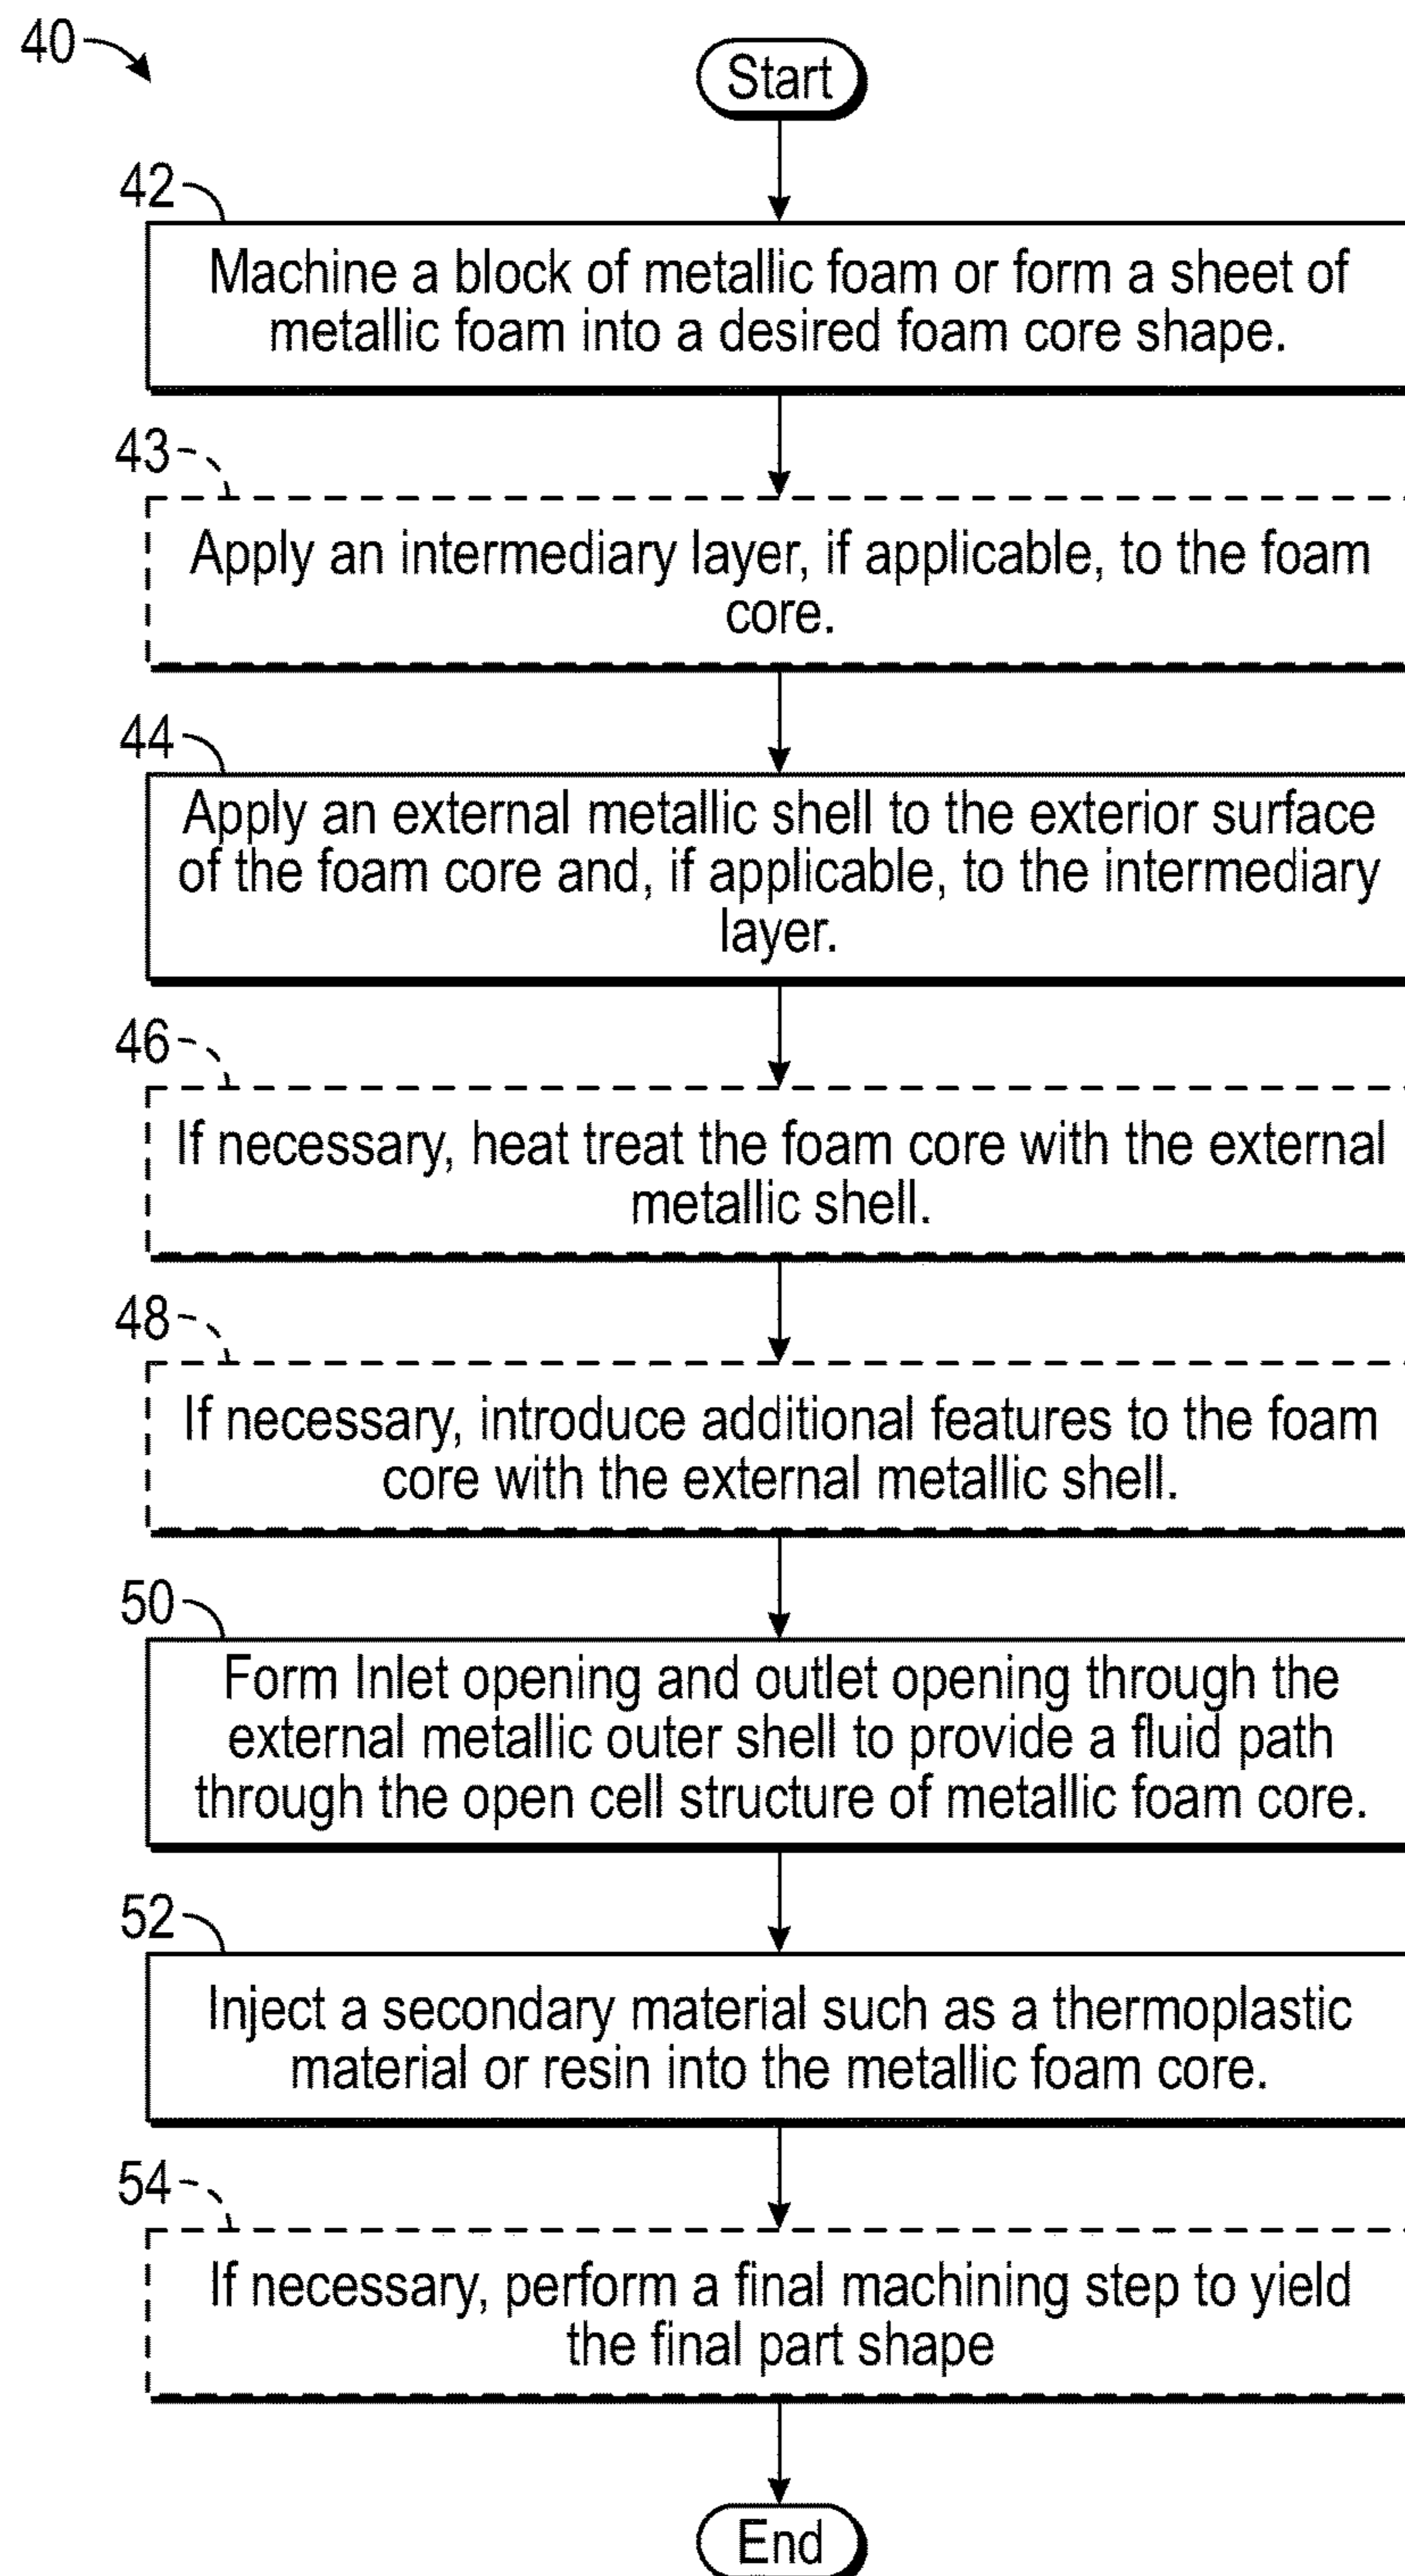 40
Start
42
Machine a block of metallic foam or form a sheet of
metallic foam into a desired foam core shape.
43
Apply an intermediary layer, if applicable, to the foam
core.
44
Apply an external metallic shell to the exterior surface
of the foam core and, if applicable, to the intermediary
layer.
46
If necessary, heat treat the foam core with the external
metallic shell.
48
If necessary, introduce additional features to the foam
core with the external metallic shell.
50
Form Inlet opening and outlet opening through the
external metallic outer shell to provide a fluid path
through the open cell structure of metallic foam core.
52
Inject a secondary material such as a thermoplastic
material or resin into the metallic foam core.
54
If necessary, perform a final machining step to yield
the final part shape
End